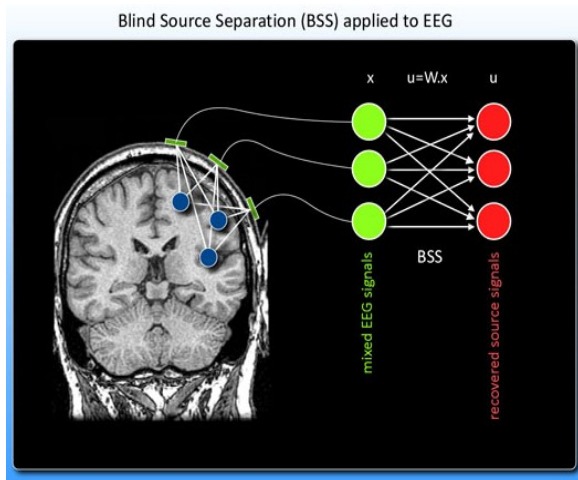 Blind Source Separation (BSS) applied to EEG
x
u=W.x
u
BSS
mixed EEG signals
recovered source signals